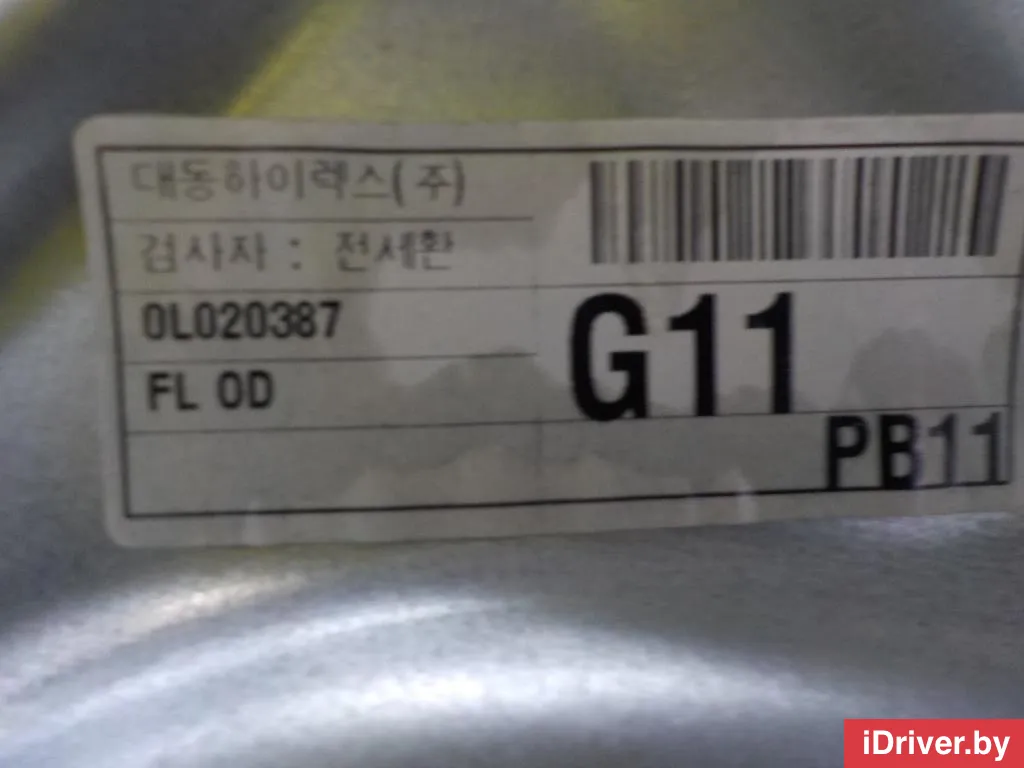 대동하이렉스(주)
검사자 : 전세환
0L020387
G11
FL 0D
PB11
iDriver.by